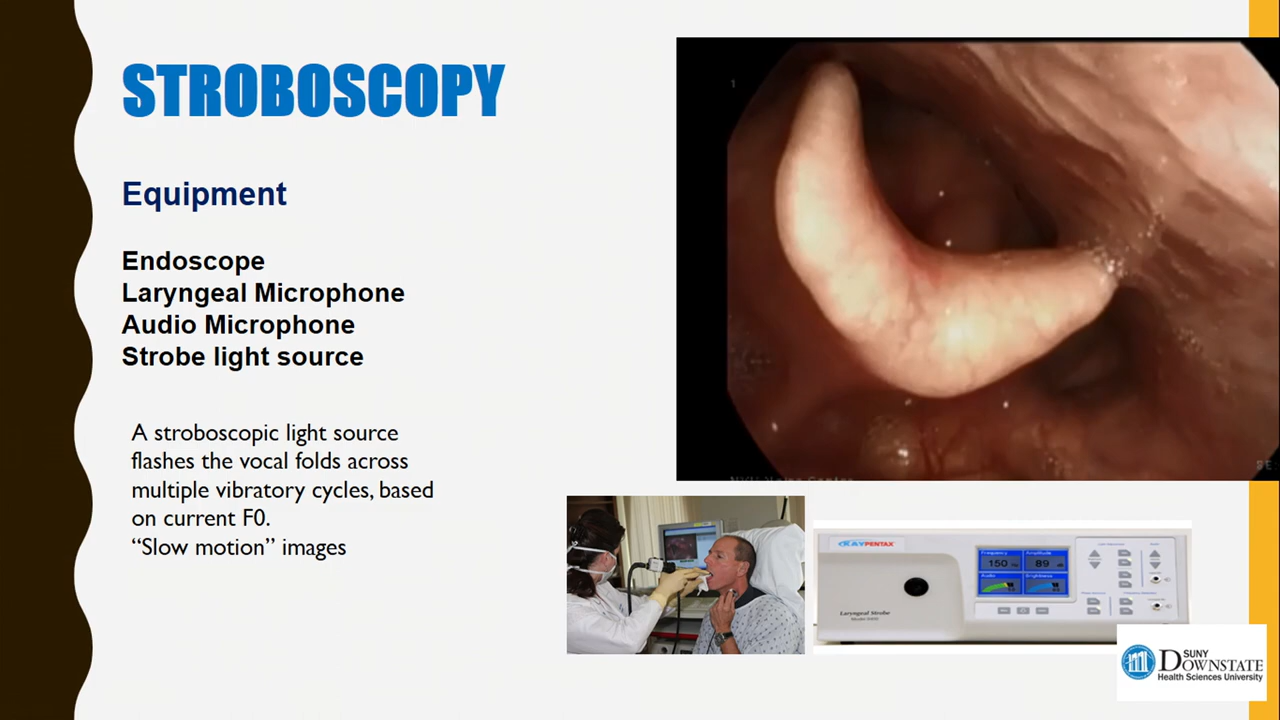 STROBOSCOPY
Equipment
Endoscope
Laryngeal Microphone
Audio Microphone
Strobe light source
A stroboscopic light source
flashes the vocal folds across
multiple vibratory cycles, based
on current F0.
“Slow motion” images
1
KAYPENTAX
Frequency
Amplitude
150
89
Audio
Brightness
Laryngeal Strobe
SUNY
DOWNSTATE
Health Sciences University